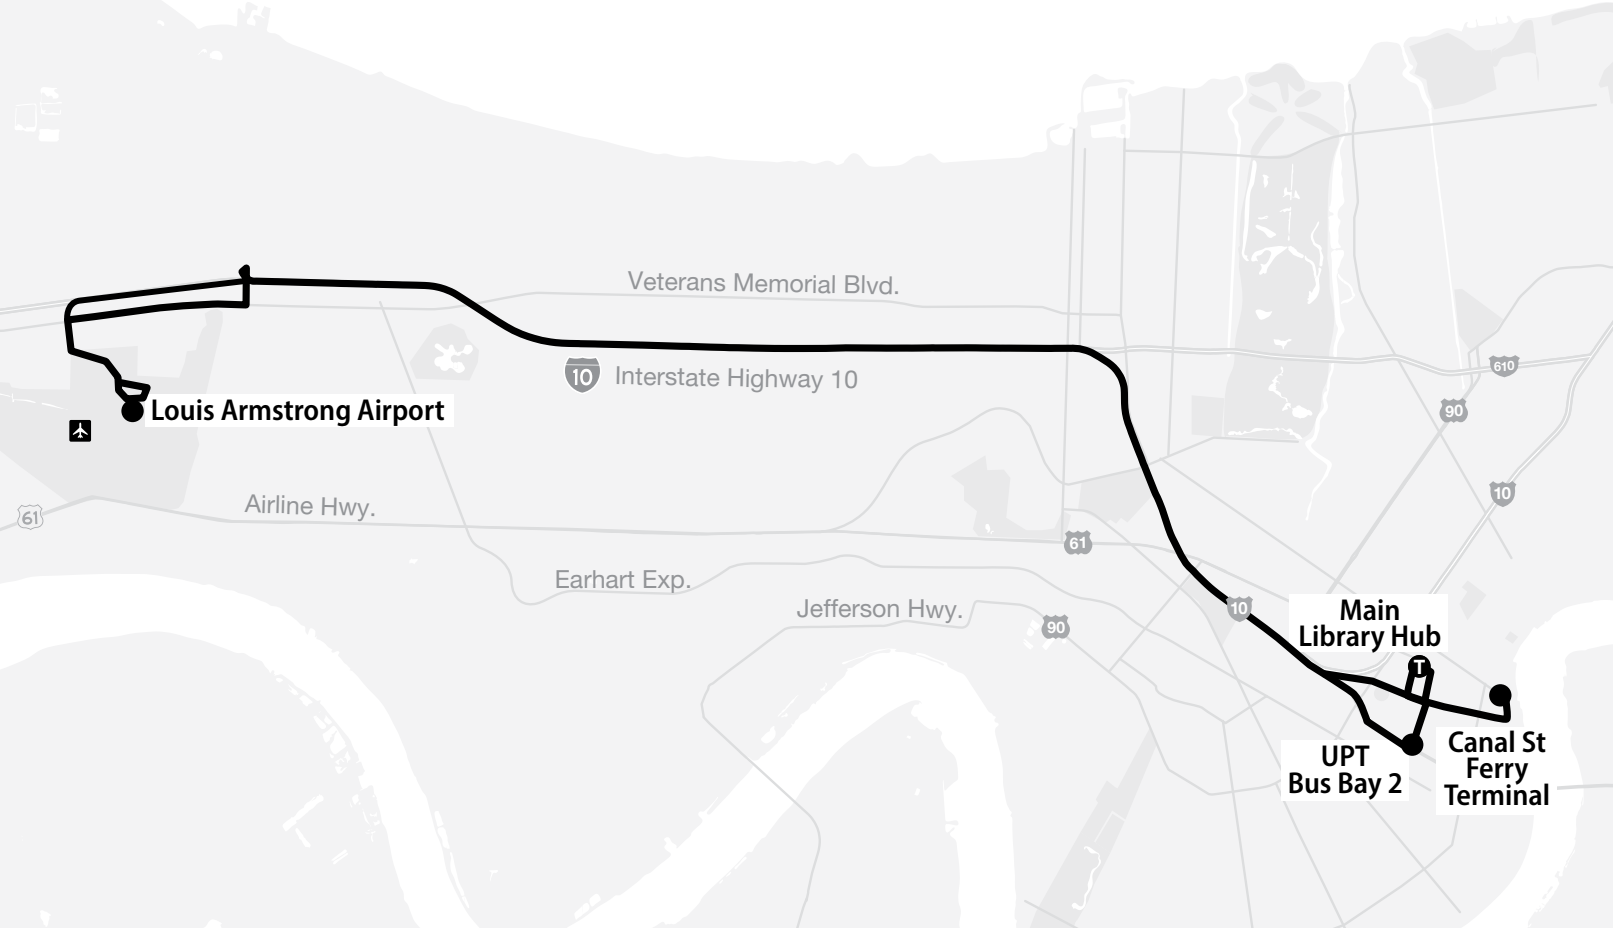 Veterans Memorial Blvd.
610
10
Interstate Highway 10
Louis Armstrong Airport
90
10
Airline Hwy.
61
61
Earhart Exp.
Jefferson Hwy.
90
10
Main
Library Hub
T
UPT
Bus Bay 2
Canal St
Ferry
Terminal